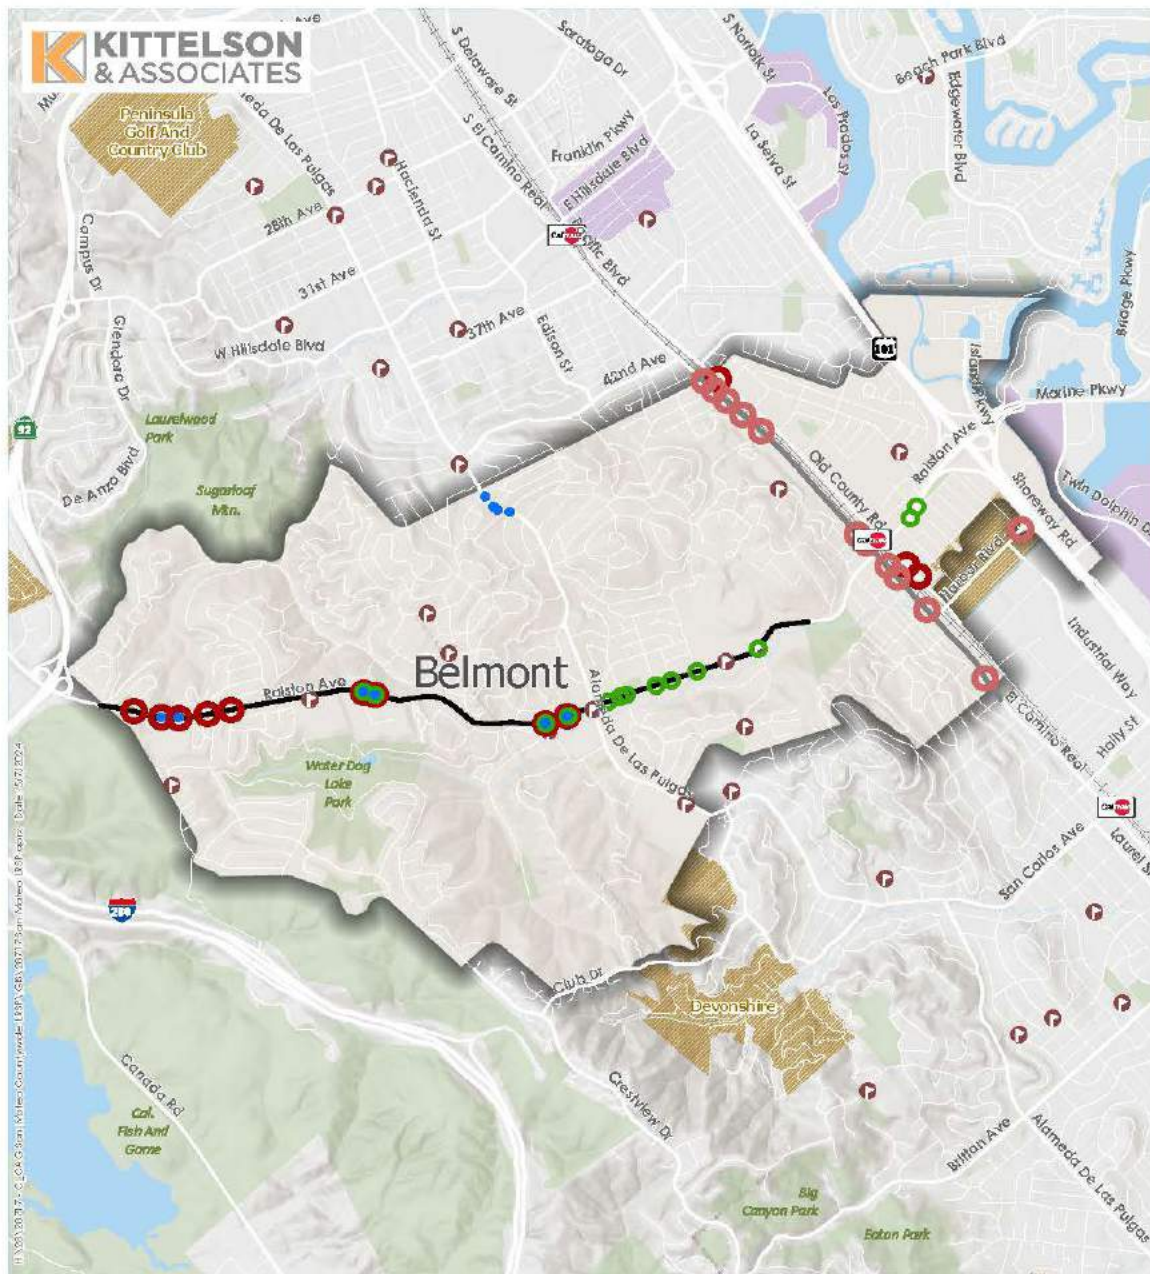 KITTELSON
& ASSOCIATES
Peninsula
Golf And
Country Club
S Delaware St
Saratoga Dr
S Norfolk St
Beach Park Blvd
Edgewater Blvd
Los Prados St
La Selva St
Franklin Pkwy
E Hillsdale Blvd
S El Camino Real
Pacific Blvd
Hacienda St
28th Ave
31st Ave
37th Ave
W Hillsdale Blvd
Edison St
42nd Ave
Campus Dr
Glendora Dr
De Anza Blvd
92
Laurelwood
Park
Sugarloaf
Mtn.
101
Bridge Pkwy
Island Pkwy
Marine Pkwy
Ralston Ave
Old County Rd
Shoreway Rd
Harbor Blvd
Industrial Way
Belmont
Ralston Ave
Alameda De Las Pulgas
Water Dog
Lake
Park
El Camino Real
Holly St
San Carlos Ave
280
Club Dr
Devonshire
Canada Rd
Cal.
Fish And
Game
Crestview Dr
Brittan Ave
Alameda De Las Pulgas
Big
Canyon Park
Eaton Park